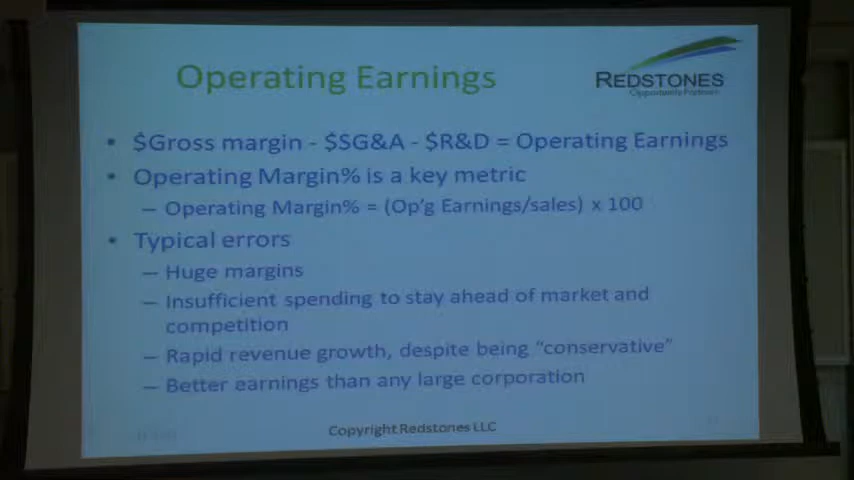 Operating Earnings
REDSTONES
Opportunity Partners
• $Gross margin - $SG&A - $R&D = Operating Earnings
• Operating Margin% is a key metric
– Operating Margin% = (Op'g Earnings/sales) x 100
• Typical errors
– Huge margins
– Insufficient spending to stay ahead of market and
competition
– Rapid revenue growth, despite being “conservative”
– Better earnings than any large corporation
Copyright Redstones LLC